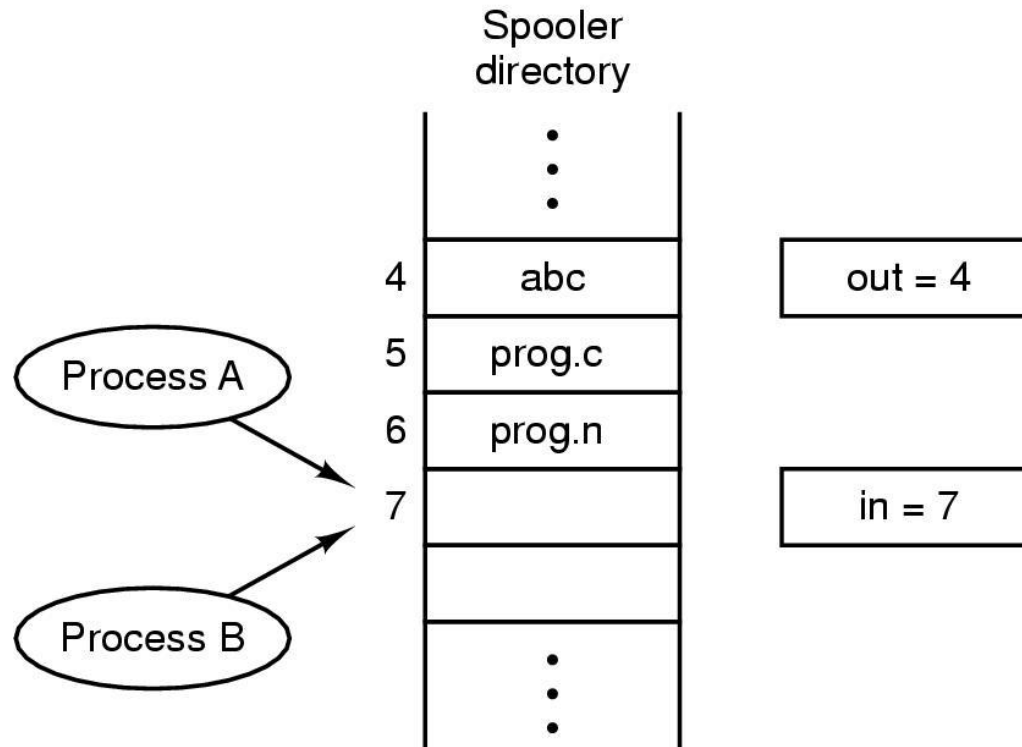 Spooler
directory
4
abc
out = 4
Process A
5
prog.c
6
prog.n
7
in = 7
Process B